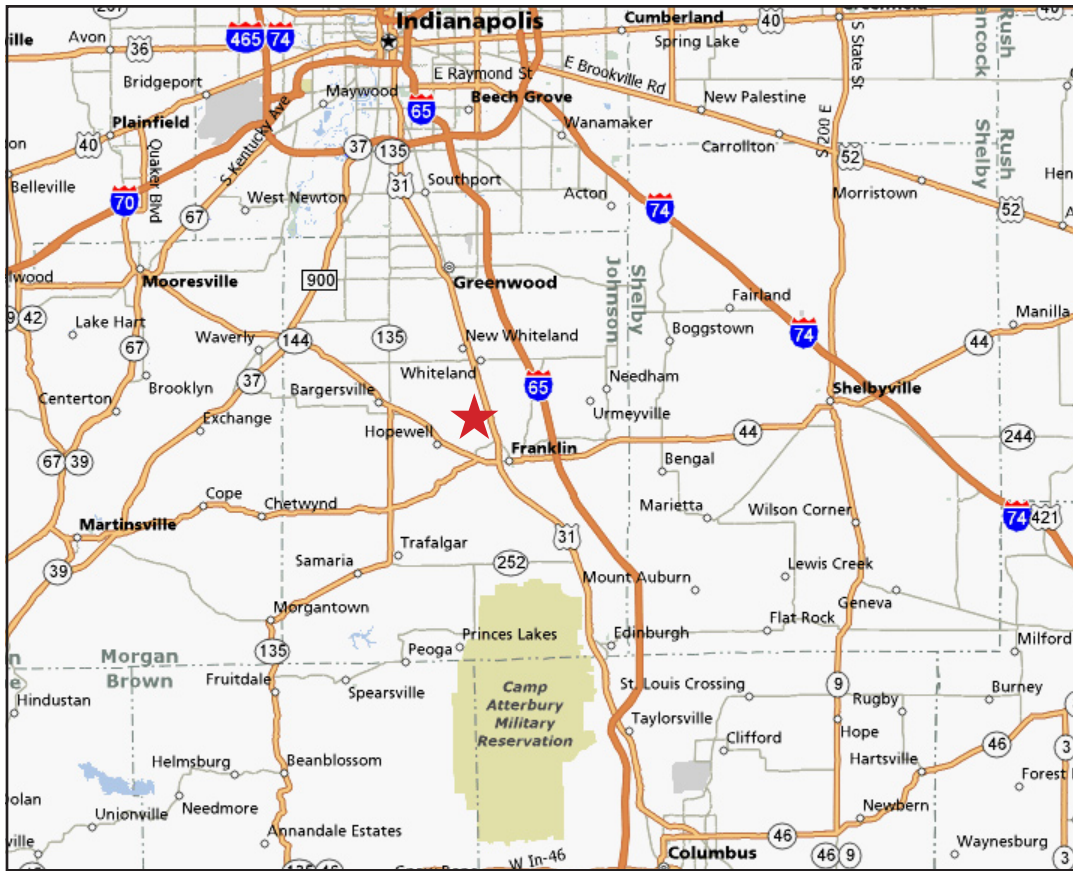 Indianapolis
Cumberland
40
40
Avon
36
465
74
Spring Lake
S State St
Rush
Bridgeport
E Raymond St
E Brookville Rd
Maywood
65
Beech Grove
New Palestine
Plainfield
Wanamaker
S 200 E
Shelby
Rush
40
Quaker Blvd
S Kentucky Ave
37
135
Carrollton
52
Belleville
31
Southport
Morristown
70
West Newton
Acton
74
52
67
Mooresville
900
Greenwood
Johnson
Shelby
42
Lake Hart
Waverly
135
New Whiteland
Fairland
Manilla
144
Boggstown
74
44
67
37
Whiteland
Brooklyn
Bargersville
65
Needham
Shelbyville
Centerton
Exchange
Urmeyville
Hopewell
44
244
67
39
Franklin
Bengal
Cope
Chetwynd
Marietta
Wilson Corner
74
421
Martinsville
31
Trafalgar
252
Samaria
Mount Auburn
Lewis Creek
39
Geneva
Morgantown
Flat Rock
Princes Lakes
Edinburgh
135
Peoga
Milford
Morgan
Brown
Fruitdale
Spearsville
Camp
Atterbury
Military
Reservation
St. Louis Crossing
9
Burney
Hindustan
Rugby
Taylorsville
Hope
Clifford
46
3
Helmsburg
Beanblossom
Hartsville
Forest
Needmore
Newbern
Unionville
Annandale Estates
46
Waynesburg
W In-46
Columbus
46
9
3